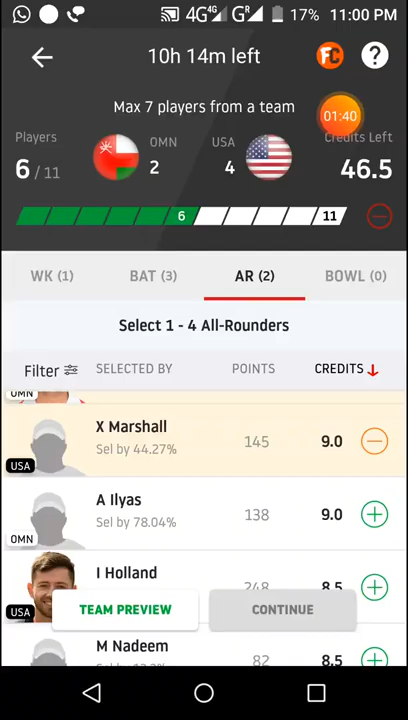 4G 4G GR 17% 11:00 PM
10h 14m left FC ?
Max 7 players from a team
01:40
Players OMN USA Credits Left
6 / 11 2 4 46.5
6 11
WK (1) BAT (3) AR (2) BOWL (0)
Select 1 - 4 All-Rounders
Filter SELECTED BY POINTS CREDITS
OMN
X Marshall
Sel by 44.27% 145 9.0
USA
A Ilyas
Sel by 78.04% 138 9.0
OMN
I Holland
248 8.5
USA
TEAM PREVIEW CONTINUE
M Nadeem
82 8.5